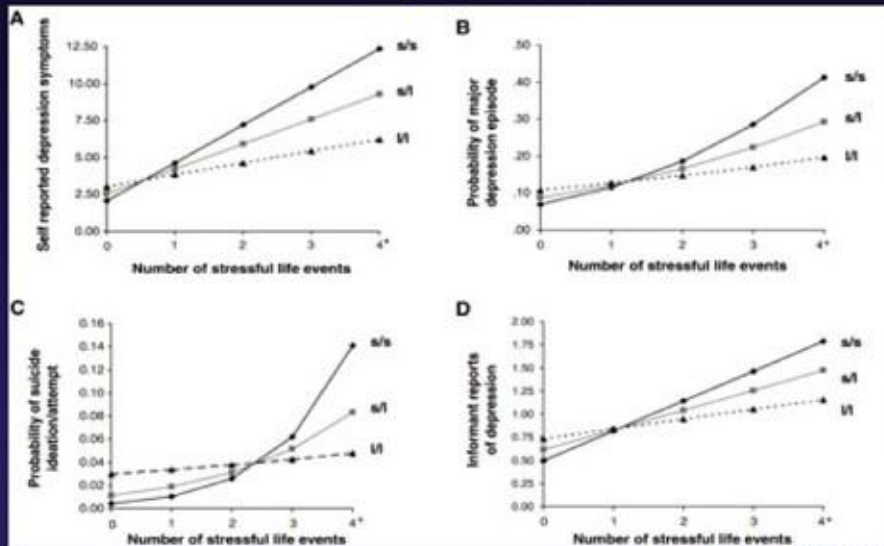 A
Self reported depression symptoms
12.50
10.00
7.50
5.00
2.50
0.00
s/s
s/l
l/l
0 1 2 3 4+
Number of stressful life events
B
Probability of major
depression episode
.50
.40
.30
.20
.10
.00
s/s
s/l
l/l
0 1 2 3 4+
Number of stressful life events
C
Probability of suicide
ideation/attempt
0.16
0.14
0.12
0.10
0.08
0.06
0.04
0.02
0.00
s/s
s/l
l/l
0 1 2 3 4+
Number of stressful life events
D
Informant reports
of depression
2.00
1.75
1.50
1.25
1.00
0.75
0.50
0.25
0.00
s/s
s/l
l/l
0 1 2 3 4+
Number of stressful life events